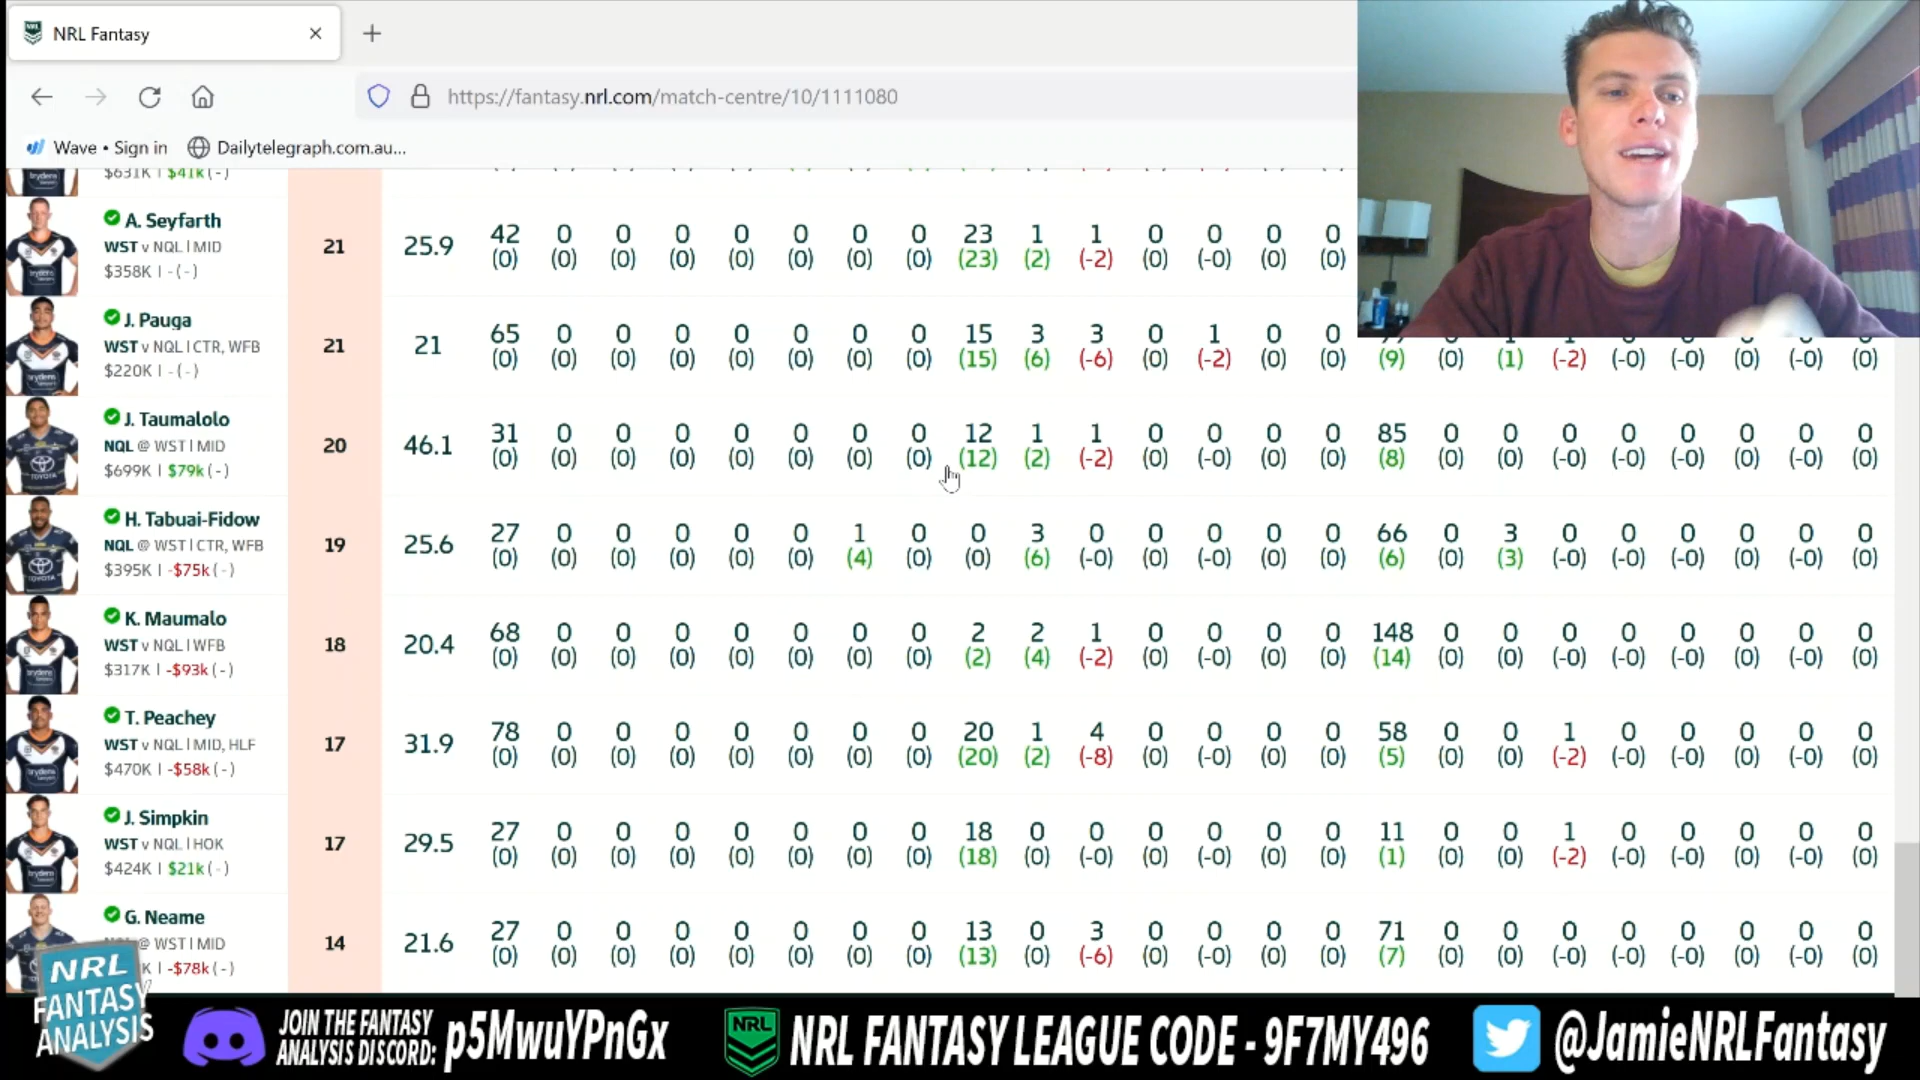 NRL Fantasy
https://fantasy.nrl.com/match-centre/10/1111080
Wave • Sign in Dailytelegraph.com.au...
$631K | $41k (-)
A. Seyfarth
WST v NQL | MID
$358K | - (-)
21 25.9 42 0 0 0 0 0 0 0 23 1 1 0 0 0 0
(0) (0) (0) (0) (0) (0) (0) (0) (23) (2) (-2) (0) (-0) (0) (0)
J. Pauga
WST v NQL | CTR, WFB
$220K | - (-)
21 21 65 0 0 0 0 0 0 0 15 3 3 0 1 0 0
(0) (0) (0) (0) (0) (0) (0) (0) (15) (6) (-6) (0) (-2) (0) (0) (9) (0) (1) (-2) (-0) (-0) (0) (-0) (0)
J. Taumalolo
NQL @ WST | MID
$699K | $79k (-)
20 46.1 31 0 0 0 0 0 0 0 12 1 1 0 0 0 0 85 0 0 0 0 0 0 0 0
(0) (0) (0) (0) (0) (0) (0) (0) (12) (2) (-2) (0) (-0) (0) (0) (8) (0) (0) (-0) (-0) (-0) (0) (-0) (0)
H. Tabuai-Fidow
NQL @ WST | CTR, WFB
$395K | -$75k (-)
19 25.6 27 0 0 0 0 0 1 0 0 3 0 0 0 0 0 66 0 3 0 0 0 0 0 0
(0) (0) (0) (0) (0) (0) (4) (0) (0) (6) (-0) (0) (-0) (0) (0) (6) (0) (3) (-0) (-0) (-0) (0) (-0) (0)
K. Maumalo
WST v NQL | WFB
$317K | -$93k (-)
18 20.4 68 0 0 0 0 0 0 0 2 2 1 0 0 0 0 148 0 0 0 0 0 0 0 0
(0) (0) (0) (0) (0) (0) (0) (0) (2) (4) (-2) (0) (-0) (0) (0) (14) (0) (0) (-0) (-0) (-0) (0) (-0) (0)
T. Peachey
WST v NQL | MID, HLF
$470K | -$58k (-)
17 31.9 78 0 0 0 0 0 0 0 20 1 4 0 0 0 0 58 0 0 1 0 0 0 0 0
(0) (0) (0) (0) (0) (0) (0) (0) (20) (2) (-8) (0) (-0) (0) (0) (5) (0) (0) (-2) (-0) (-0) (0) (-0) (0)
J. Simpkin
WST v NQL | HOK
$424K | $21k (-)
17 29.5 27 0 0 0 0 0 0 0 18 0 0 0 0 0 0 11 0 0 1 0 0 0 0 0
(0) (0) (0) (0) (0) (0) (0) (0) (18) (0) (-0) (0) (-0) (0) (0) (1) (0) (0) (-2) (-0) (-0) (0) (-0) (0)
G. Neame
@ WST | MID
K | -$78k (-)
14 21.6 27 0 0 0 0 0 0 0 13 0 3 0 0 0 0 71 0 0 0 0 0 0 0 0
(0) (0) (0) (0) (0) (0) (0) (0) (13) (0) (-6) (0) (-0) (0) (0) (7) (0) (0) (-0) (-0) (-0) (0) (-0) (0)
NRL
FANTASY
ANALYSIS
JOIN THE FANTASY
ANALYSIS DISCORD: p5MwuYPnGx
NRL
NRL FANTASY LEAGUE CODE - 9F7MY496
@JamieNRLFantasy